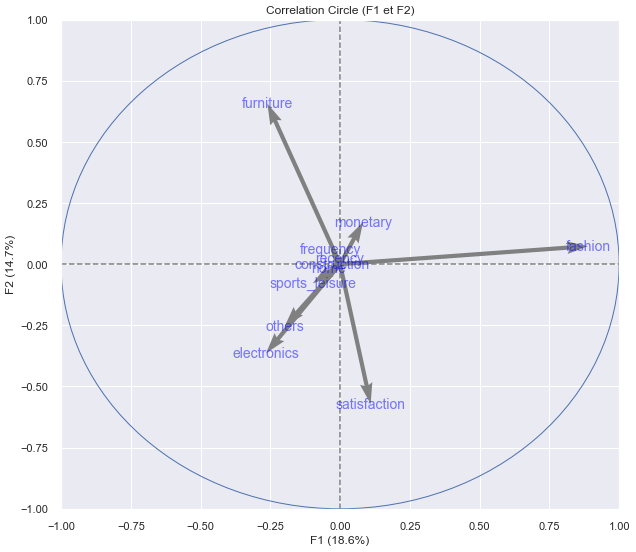 Correlation Circle (F1 et F2)
1.00
0.75
0.50
0.25
0.00
−0.25
−0.50
−0.75
−1.00
F2 (14.7%)
furniture
monetary
frequency
fashion
recency
construction
home
sports_leisure
others
electronics
satisfaction
−1.00 −0.75 −0.50 −0.25 0.00 0.25 0.50 0.75 1.00
F1 (18.6%)